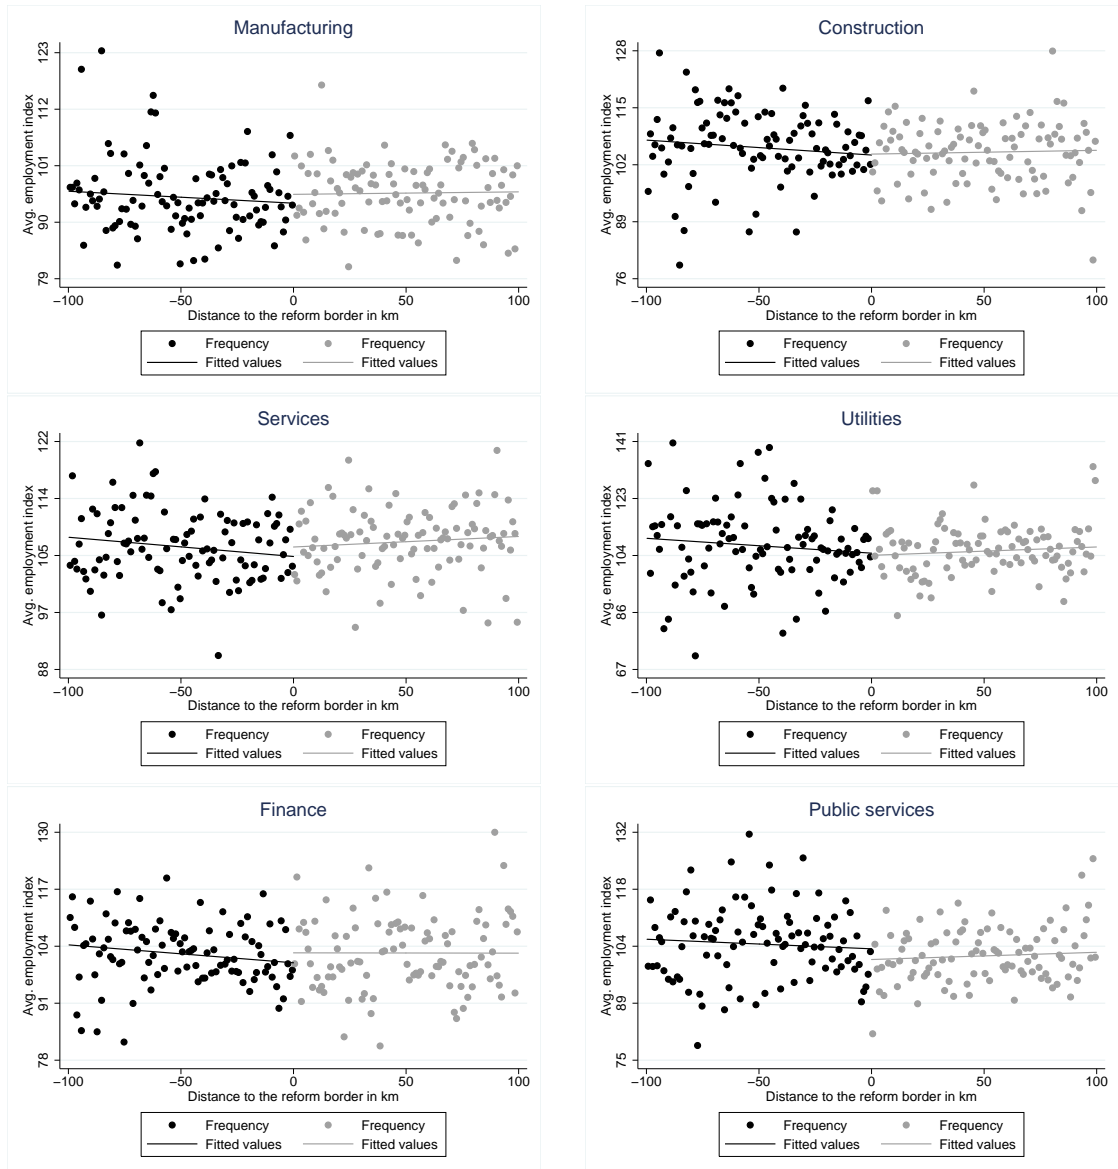 Manufacturing
Avg. employment index
123
112
101
90
79
−100 −50 0 50 100
Distance to the reform border in km
Frequency Frequency
Fitted values Fitted values
Construction
Avg. employment index
128
115
102
89
76
−100 −50 0 50 100
Distance to the reform border in km
Frequency Frequency
Fitted values Fitted values
Services
Avg. employment index
122
114
105
97
88
−100 −50 0 50 100
Distance to the reform border in km
Frequency Frequency
Fitted values Fitted values
Utilities
Avg. employment index
141
123
104
86
67
−100 −50 0 50 100
Distance to the reform border in km
Frequency Frequency
Fitted values Fitted values
Finance
Avg. employment index
130
117
104
91
78
−100 −50 0 50 100
Distance to the reform border in km
Frequency Frequency
Fitted values Fitted values
Public services
Avg. employment index
132
118
104
89
75
−100 −50 0 50 100
Distance to the reform border in km
Frequency Frequency
Fitted values Fitted values